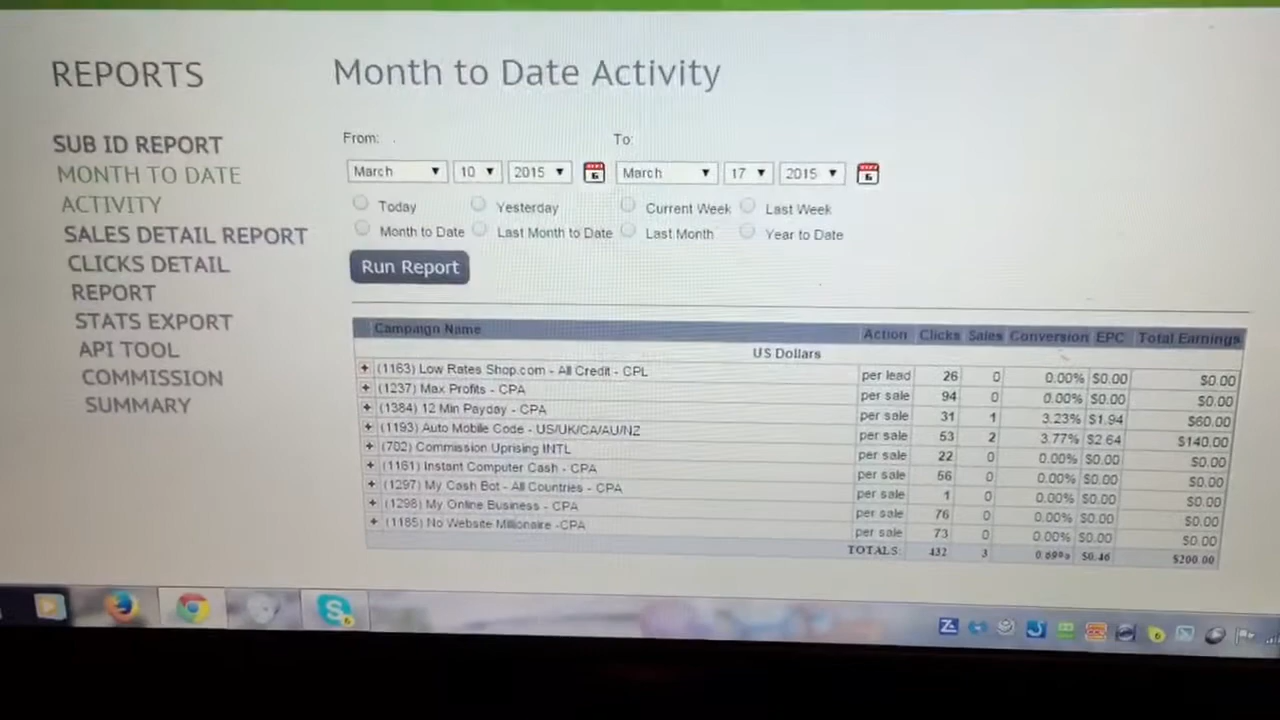 REPORTS
Month to Date Activity
SUB ID REPORT
MONTH TO DATE
ACTIVITY
SALES DETAIL REPORT
CLICKS DETAIL
REPORT
STATS EXPORT
API TOOL
COMMISSION
SUMMARY
From: To:
March 10 2015 6 March 17 2015 6
Today Yesterday Current Week Last Week
Month to Date Last Month to Date Last Month Year to Date
Run Report
Campaign Name Action Clicks Sales Conversion EPC Total Earnings
US Dollars
+ (1163) Low Rates Shop.com - All Credit - CPL per lead 26 0 0.00% $0.00 $0.00
+ (1237) Max Profits - CPA per sale 94 0 0.00% $0.00 $0.00
+ (1384) 12 Min Payday - CPA per sale 31 1 3.23% $1.94 $60.00
+ (1193) Auto Mobile Code - US/UK/CA/AU/NZ per sale 53 2 3.77% $2.64 $140.00
+ (702) Commission Uprising INTL per sale 22 0 0.00% $0.00 $0.00
+ (1161) Instant Computer Cash - CPA per sale 56 0 0.00% $0.00 $0.00
+ (1297) My Cash Bot - All Countries - CPA per sale 1 0 0.00% $0.00 $0.00
+ (1298) My Online Business - CPA per sale 76 0 0.00% $0.00 $0.00
+ (1185) No Website Millionaire -CPA per sale 73 0 0.00% $0.00 $0.00
TOTALS: 432 3 0.69% $0.46 $200.00